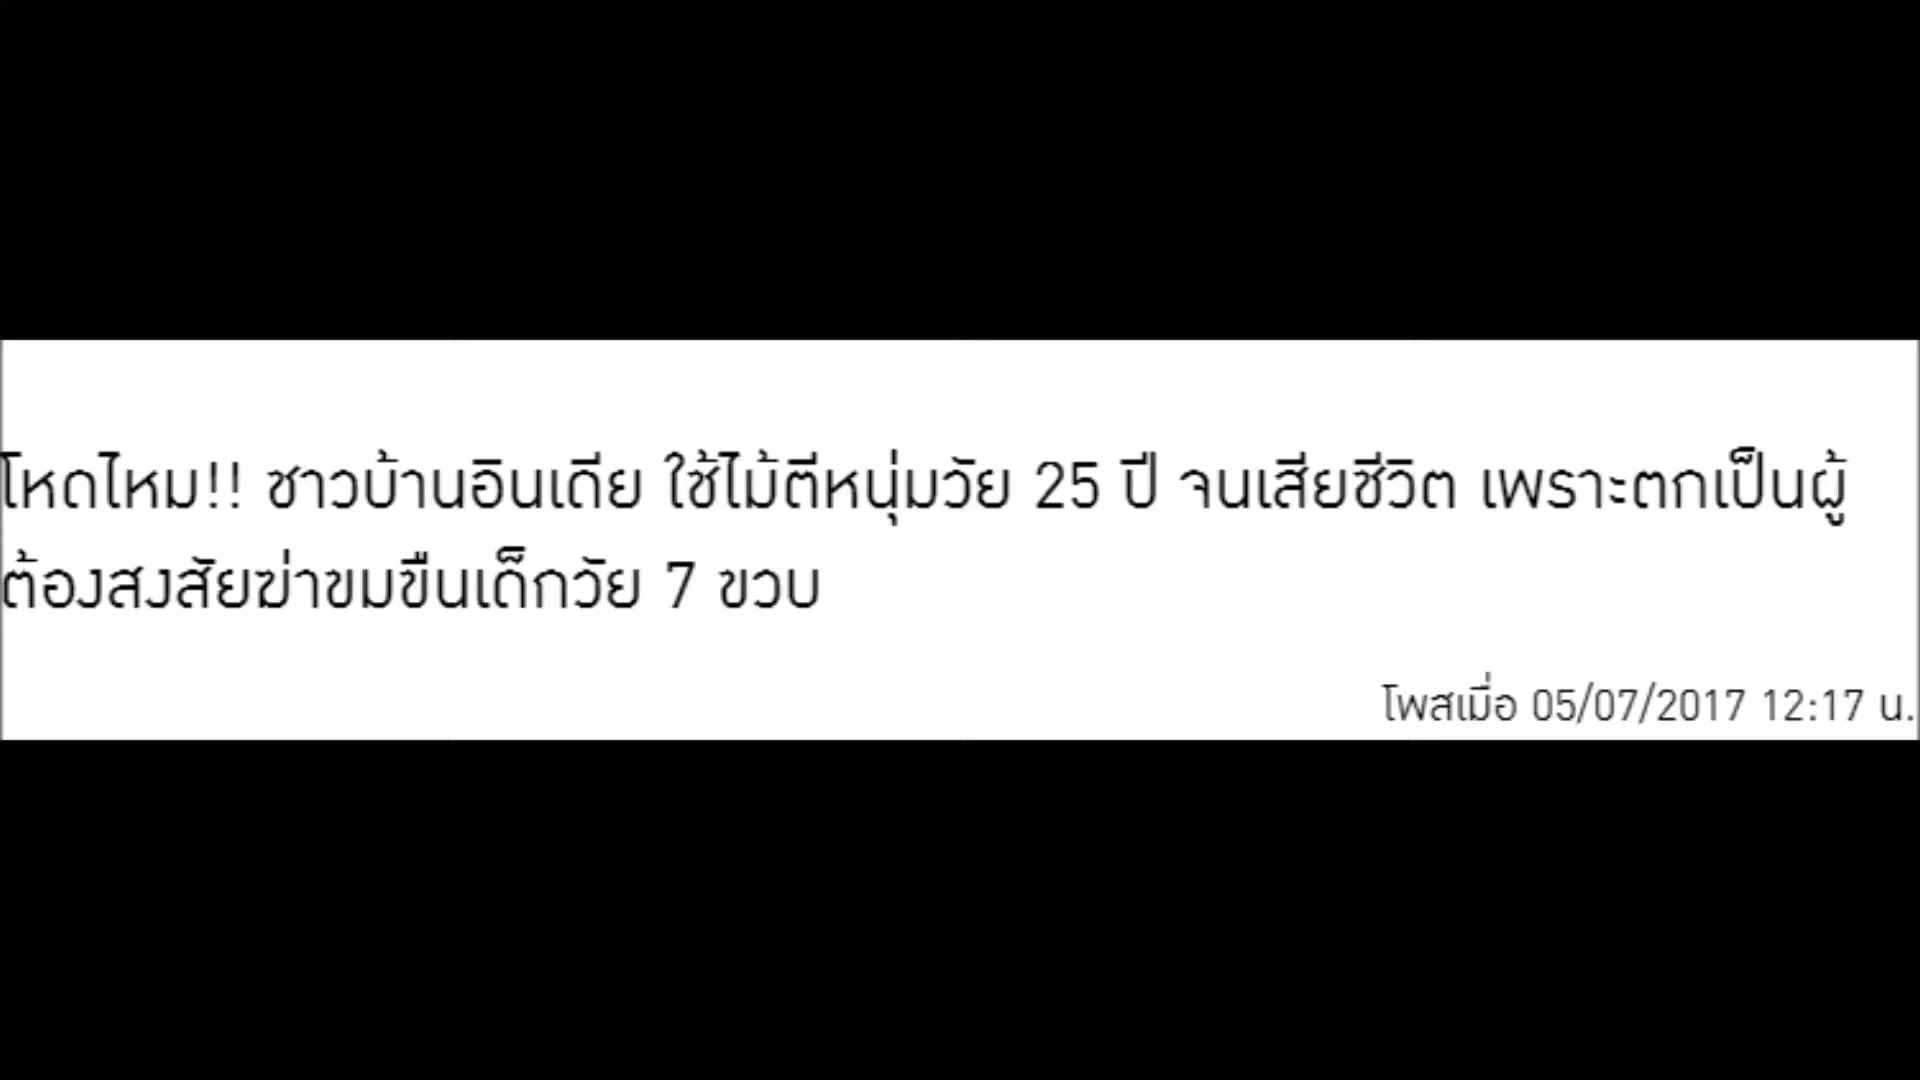 โหดไหม!! ชาวบ้านอินเดีย ใช้ไม้ตีหนุ่มวัย 25 ปี จนเสียชีวิต เพราะตกเป็นผู้
ต้องสงสัยฆ่าขมขืนเด็กวัย 7 ขวบ
โพสเมื่อ 05/07/2017 12:17 น.